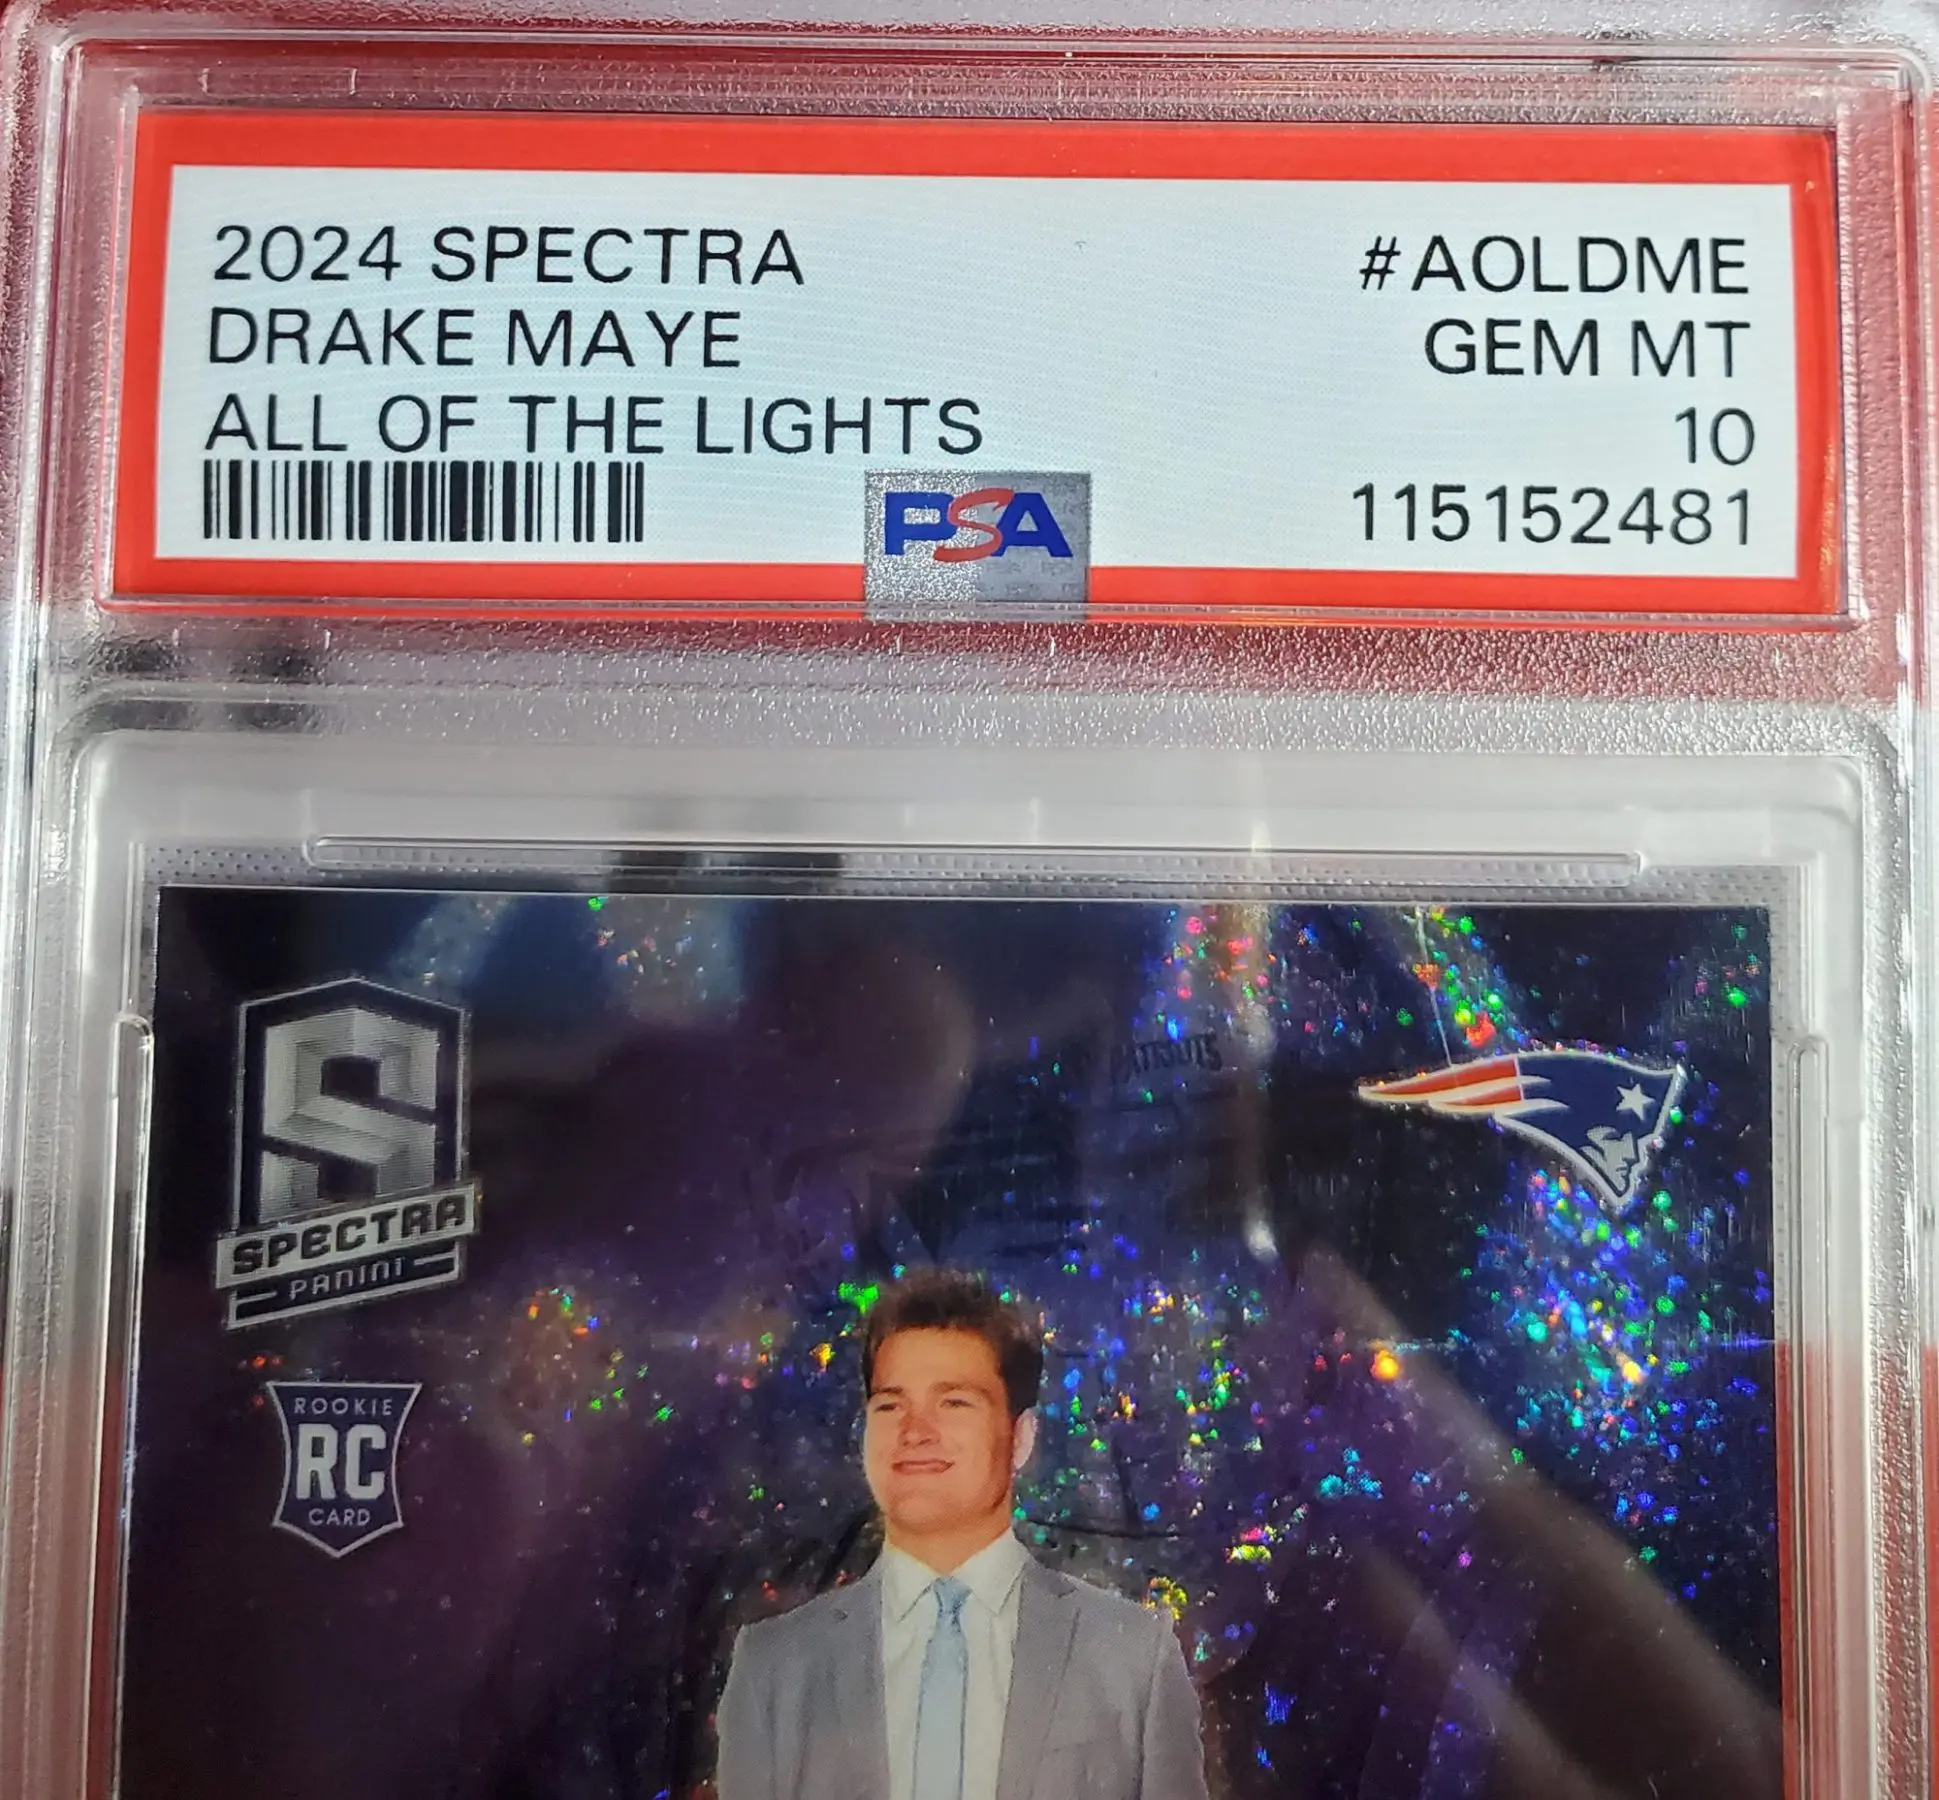 2024 SPECTRA #AOLDME
DRAKE MAYE GEM MT
ALL OF THE LIGHTS 10
PSA 115152481
S
SPECTRA
PANINI
PATRIOTS
ROOKIE
RC
CARD